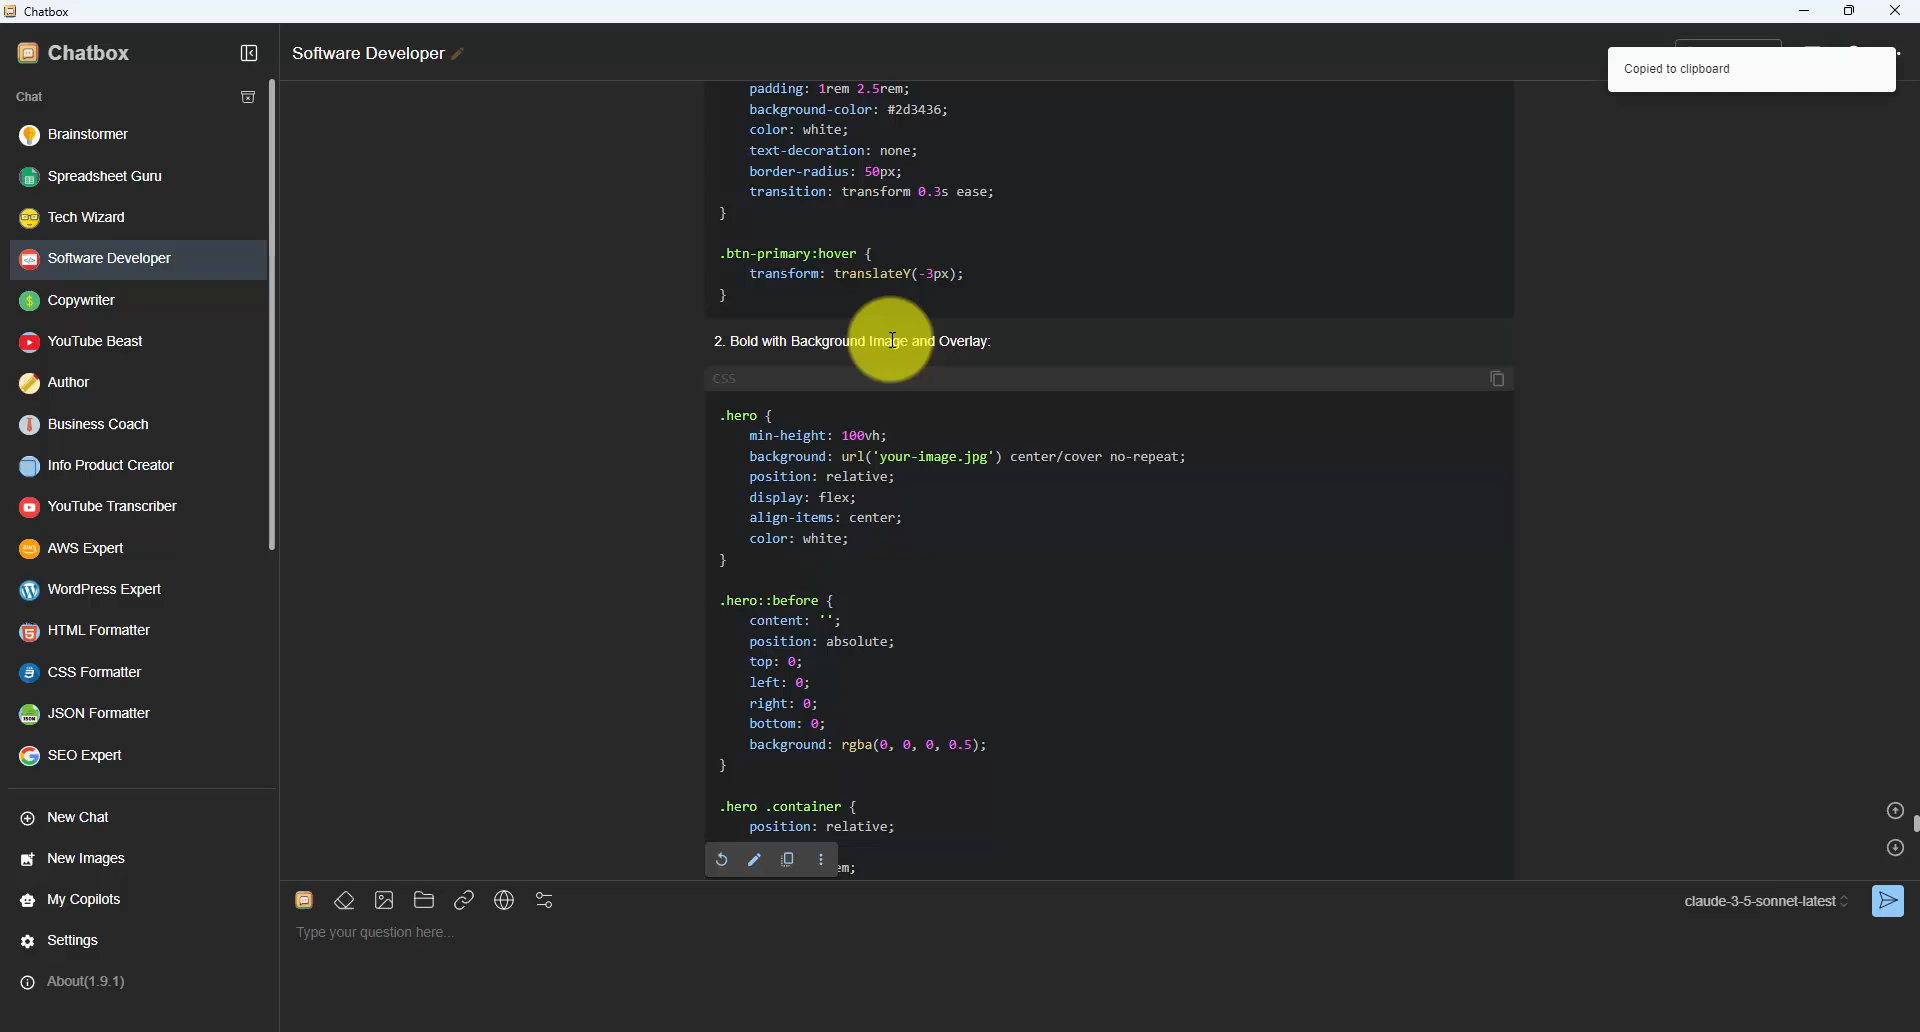 Chatbox
Chatbox
Software Developer
Copied to clipboard
Chat
Brainstormer
Spreadsheet Guru
Tech Wizard
Software Developer
Copywriter
YouTube Beast
Author
Business Coach
Info Product Creator
YouTube Transcriber
AWS Expert
WordPress Expert
HTML Formatter
CSS Formatter
JSON Formatter
SEO Expert
New Chat
New Images
My Copilots
Settings
About(1.9.1)
padding: 1rem 2.5rem;
background-color: #2d3436;
color: white;
text-decoration: none;
border-radius: 50px;
transition: transform 0.3s ease;
}
.btn-primary:hover {
transform: translateY(-3px);
}
2. Bold with Background Image and Overlay:
CSS
.hero {
min-height: 100vh;
background: url('your-image.jpg') center/cover no-repeat;
position: relative;
display: flex;
align-items: center;
color: white;
}
.hero::before {
content: '';
position: absolute;
top: 0;
left: 0;
right: 0;
bottom: 0;
background: rgba(0, 0, 0, 0.5);
}
.hero .container {
position: relative;
em;
claude-3-5-sonnet-latest
Type your question here...